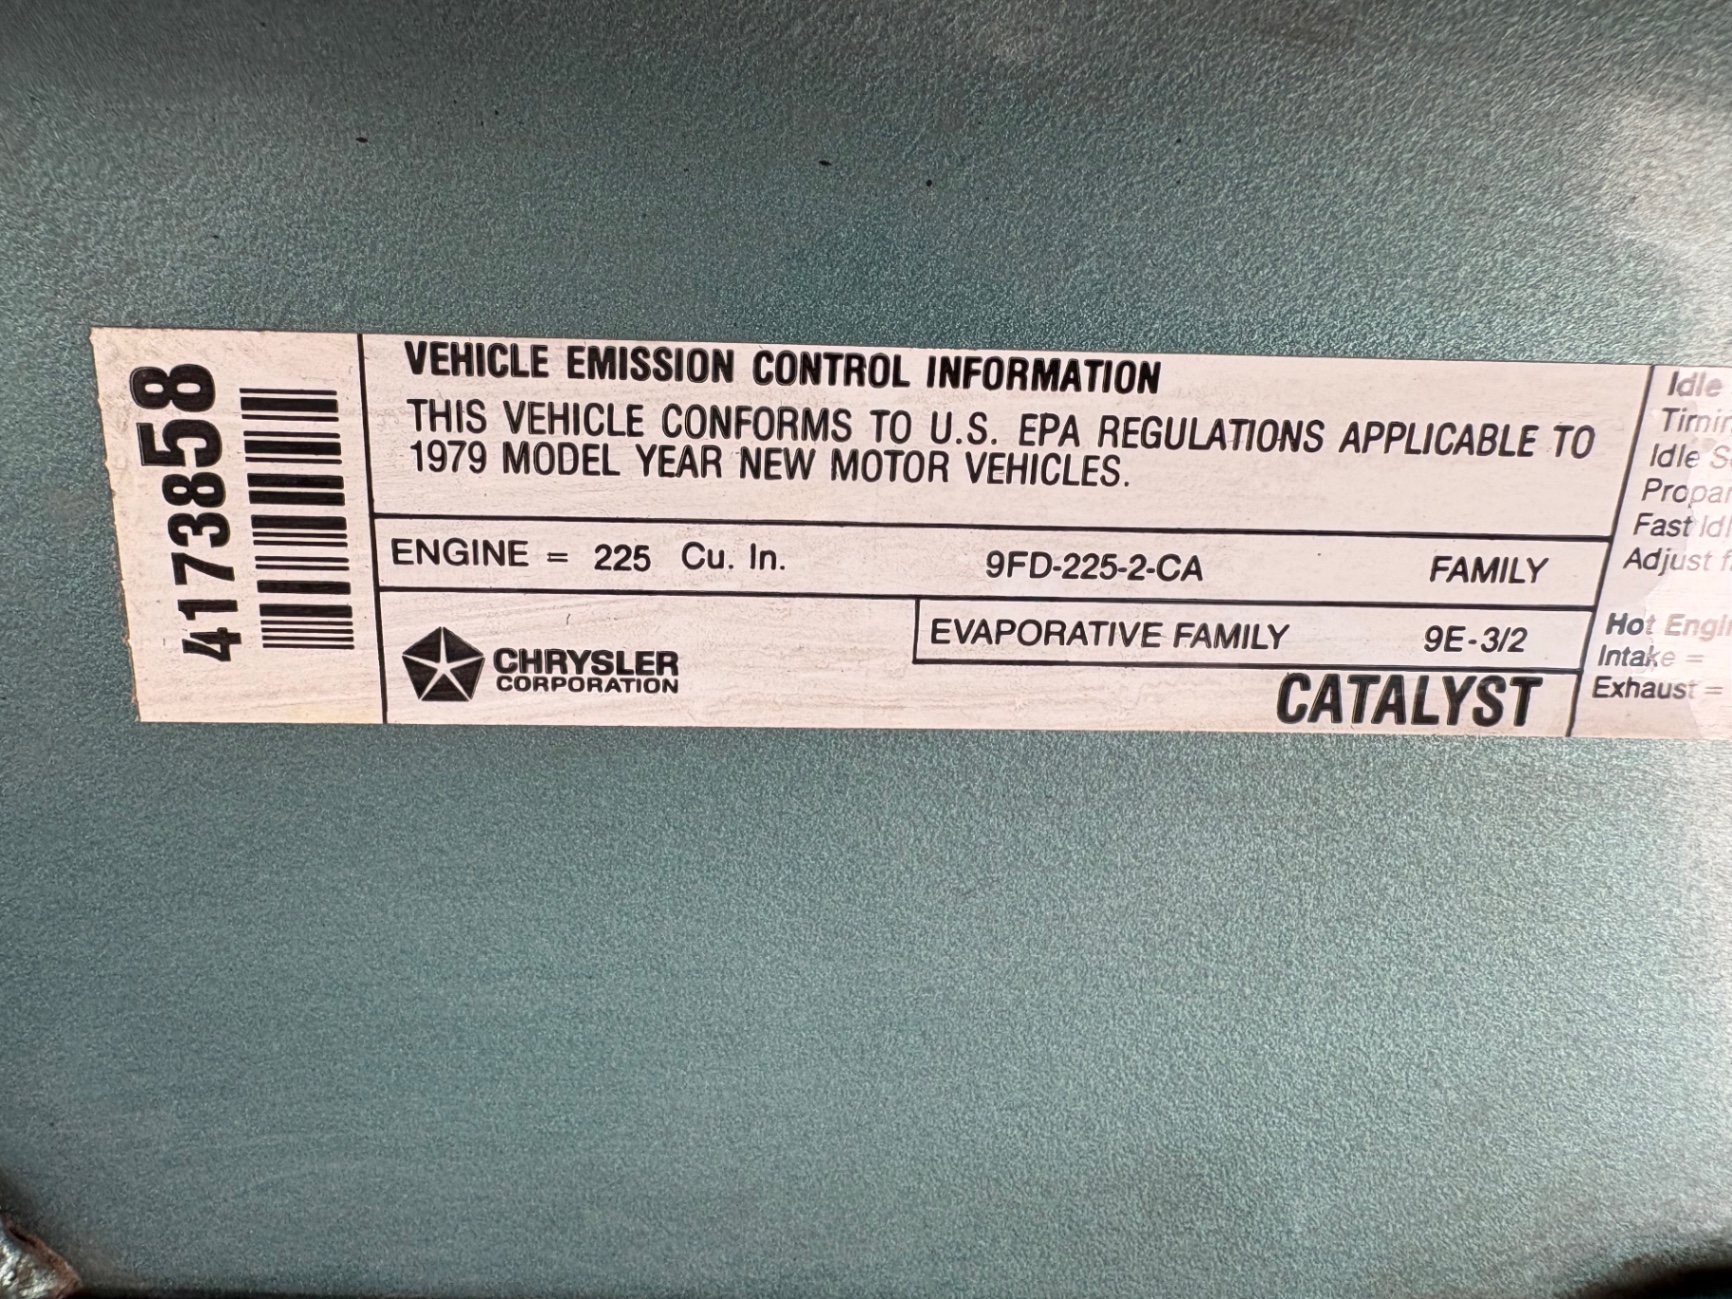 4173858
VEHICLE EMISSION CONTROL INFORMATION
THIS VEHICLE CONFORMS TO U.S. EPA REGULATIONS APPLICABLE TO
1979 MODEL YEAR NEW MOTOR VEHICLES.
ENGINE = 225 Cu. In. 9FD-225-2-CA FAMILY
EVAPORATIVE FAMILY 9E-3/2
CHRYSLER
CORPORATION
CATALYST
Idle
Idle
Fast
Adjust
Hot
Intake =
Exhaust =